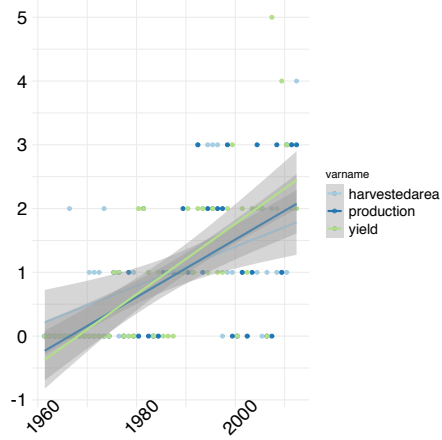 5
4
3
2
1
0
-1
1960
1980
2000
varname
harvestedarea
production
yield